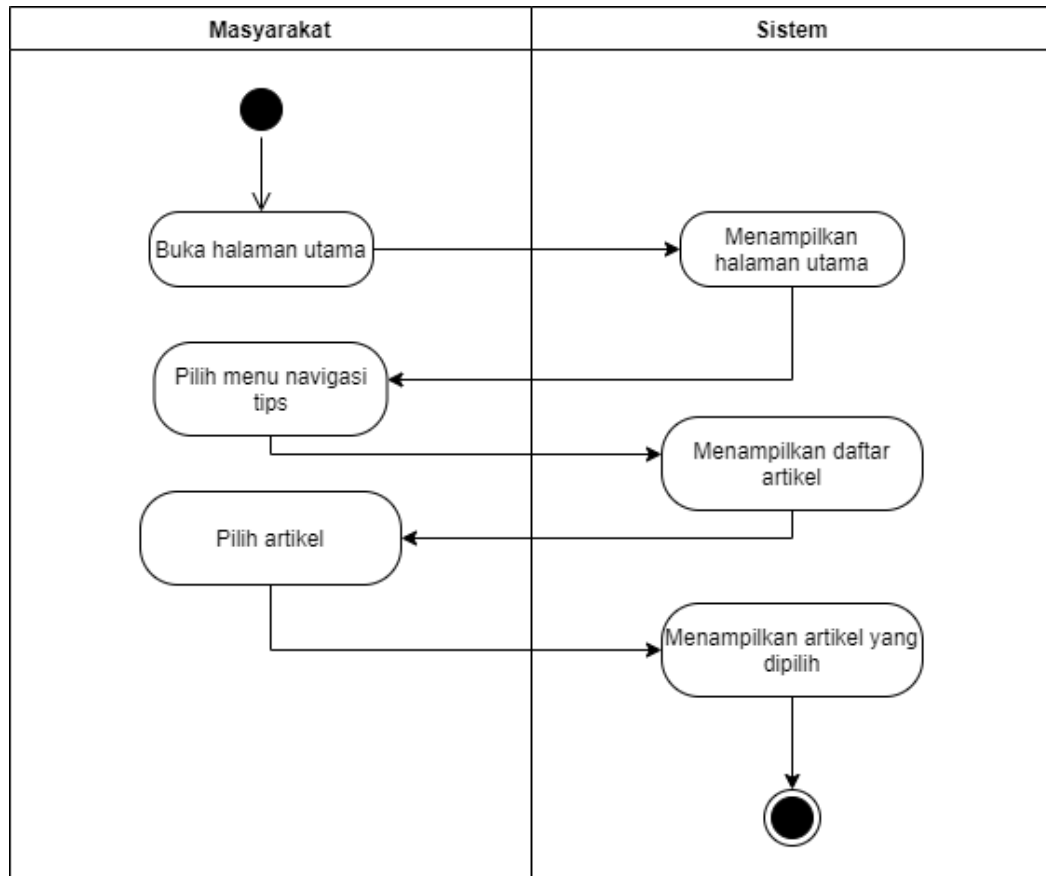 Masyarakat
Sistem
Buka halaman utama
Menampilkan
halaman utama
Pilih menu navigasi
tips
Menampilkan daftar
artikel
Pilih artikel
Menampilkan artikel yang
dipilih